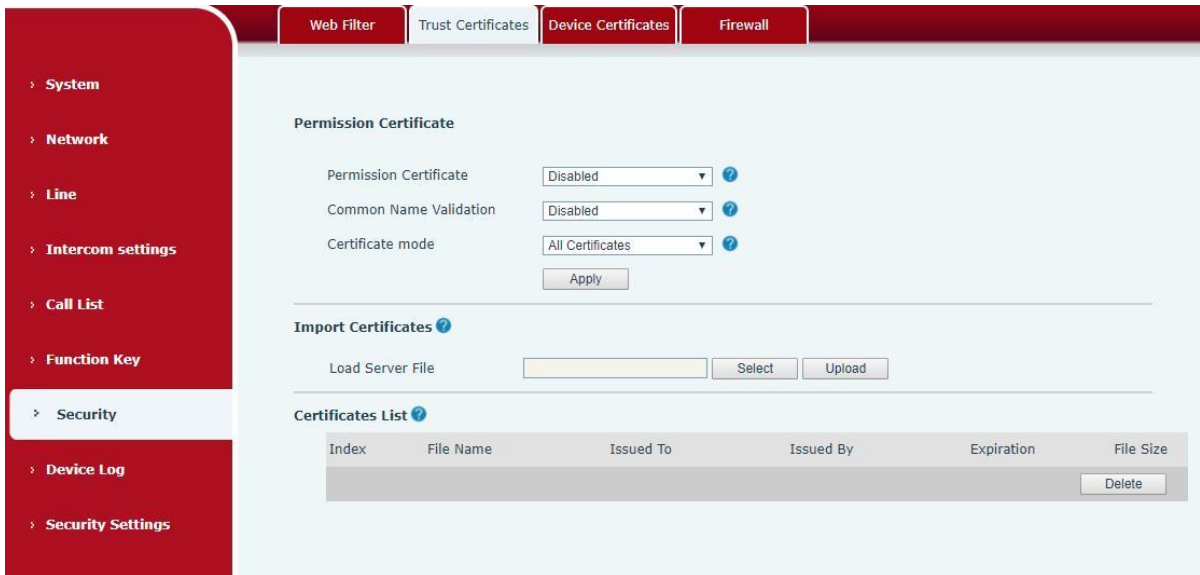 Web Filter Trust Certificates Device Certificates Firewall
System
Network
Line
Intercom settings
Call List
Function Key
Security
Device Log
Security Settings
Permission Certificate
Permission Certificate Disabled
Common Name Validation Disabled
Certificate mode All Certificates
Apply
Import Certificates
Load Server File Select Upload
Certificates List
Index File Name Issued To Issued By Expiration File Size
Delete